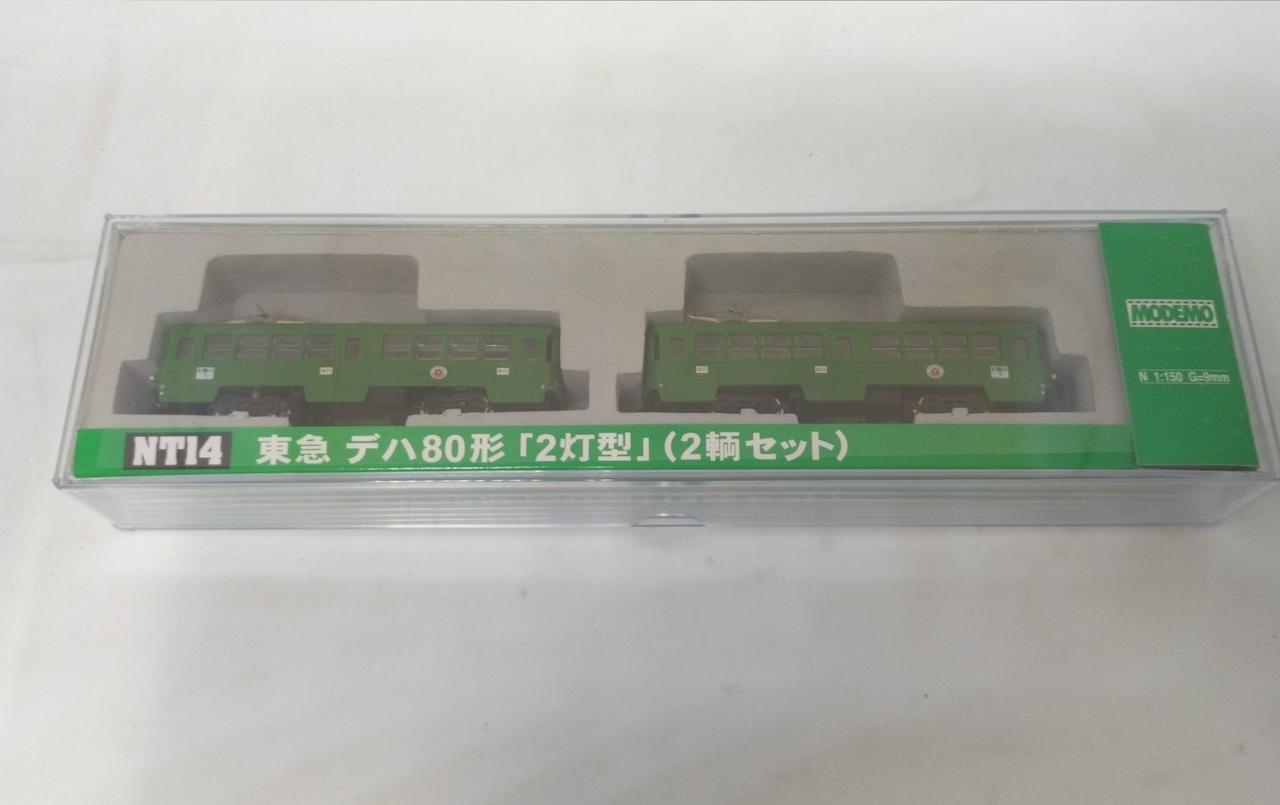 MODEMO
N 1:150 G=9mm
NT14 東急 デハ80形「2灯型」(2輌セット)